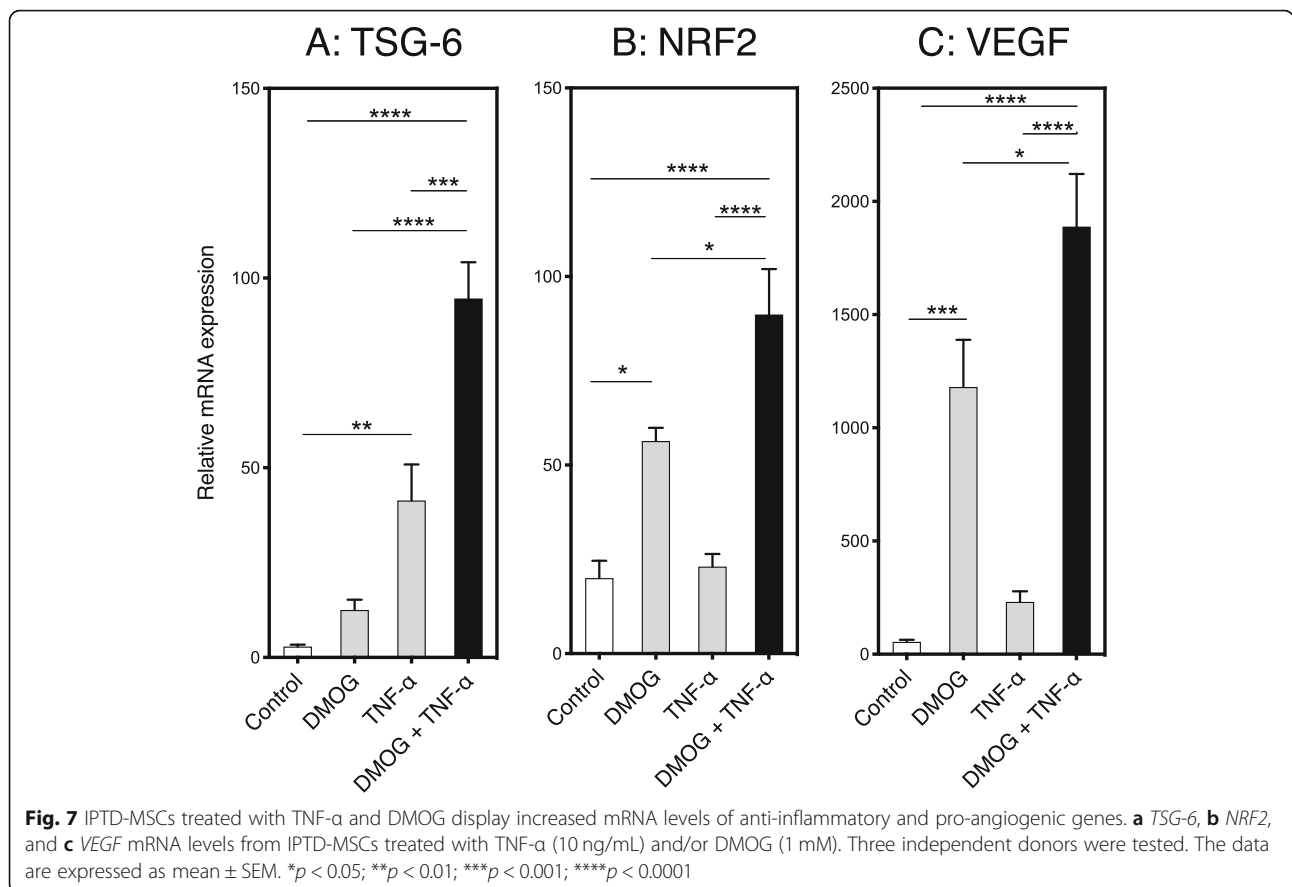 A: TSG-6
B: NRF2
C: VEGF
Relative mRNA expression
150
100
50
0
****
***
****
**
Control
DMOG
TNF-α
DMOG + TNF-α
150
100
50
0
****
****
*
*
Control
DMOG
TNF-α
DMOG + TNF-α
2500
2000
1500
1000
500
0
****
****
*
***
Control
DMOG
TNF-α
DMOG + TNF-α
Fig. 7 IPTD-MSCs treated with TNF-α and DMOG display increased mRNA levels of anti-inflammatory and pro-angiogenic genes. a TSG-6, b NRF2,
and c VEGF mRNA levels from IPTD-MSCs treated with TNF-α (10 ng/mL) and/or DMOG (1 mM). Three independent donors were tested. The data
are expressed as mean ± SEM. *p < 0.05; **p < 0.01; ***p < 0.001; ****p < 0.0001